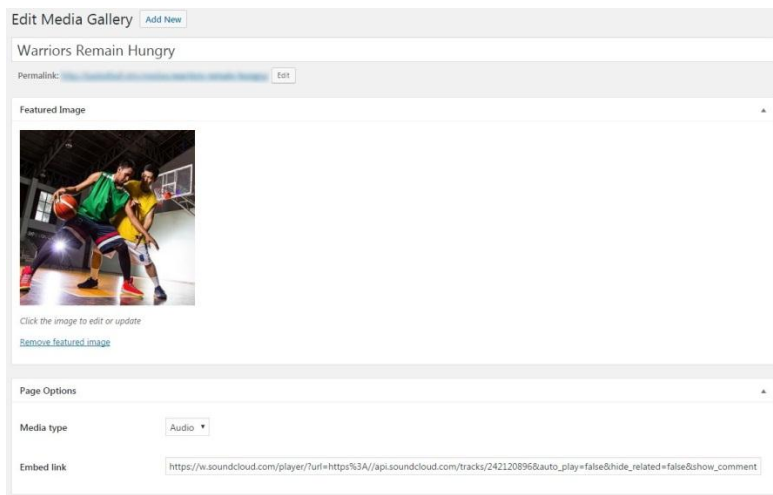 Edit Media Gallery Add New
Warriors Remain Hungry
Permalink: Edit
Featured Image
Click the image to edit or update
Remove featured image
Page Options
Media type Audio
Embed link https://w.soundcloud.com/player/?url=https%3A//api.soundcloud.com/tracks/242120896&auto_play=false&hide_related=false&show_comment